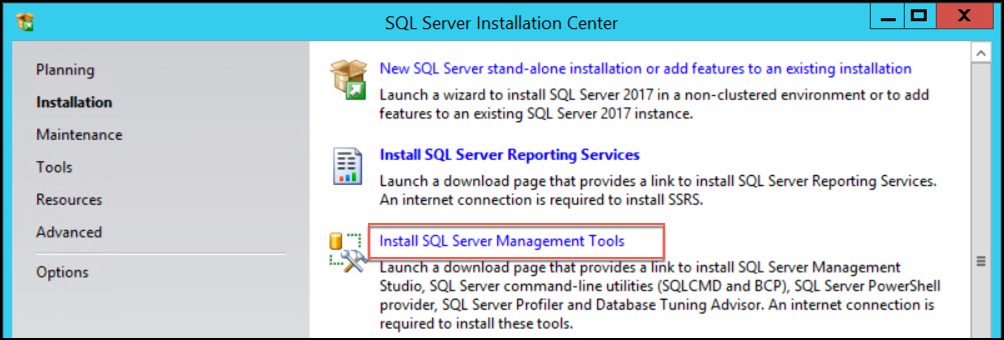 SQL Server Installation Center
Planning
Installation
Maintenance
Tools
Resources
Advanced
Options
New SQL Server stand-alone installation or add features to an existing installation
Launch a wizard to install SQL Server 2017 in a non-clustered environment or to add
features to an existing SQL Server 2017 instance.
Install SQL Server Reporting Services
Launch a download page that provides a link to install SQL Server Reporting Services.
An internet connection is required to install SSRS.
Install SQL Server Management Tools
Launch a download page that provides a link to install SQL Server Management
Studio, SQL Server command-line utilities (SQLCMD and BCP), SQL Server PowerShell
provider, SQL Server Profiler and Database Tuning Advisor. An internet connection is
required to install these tools.